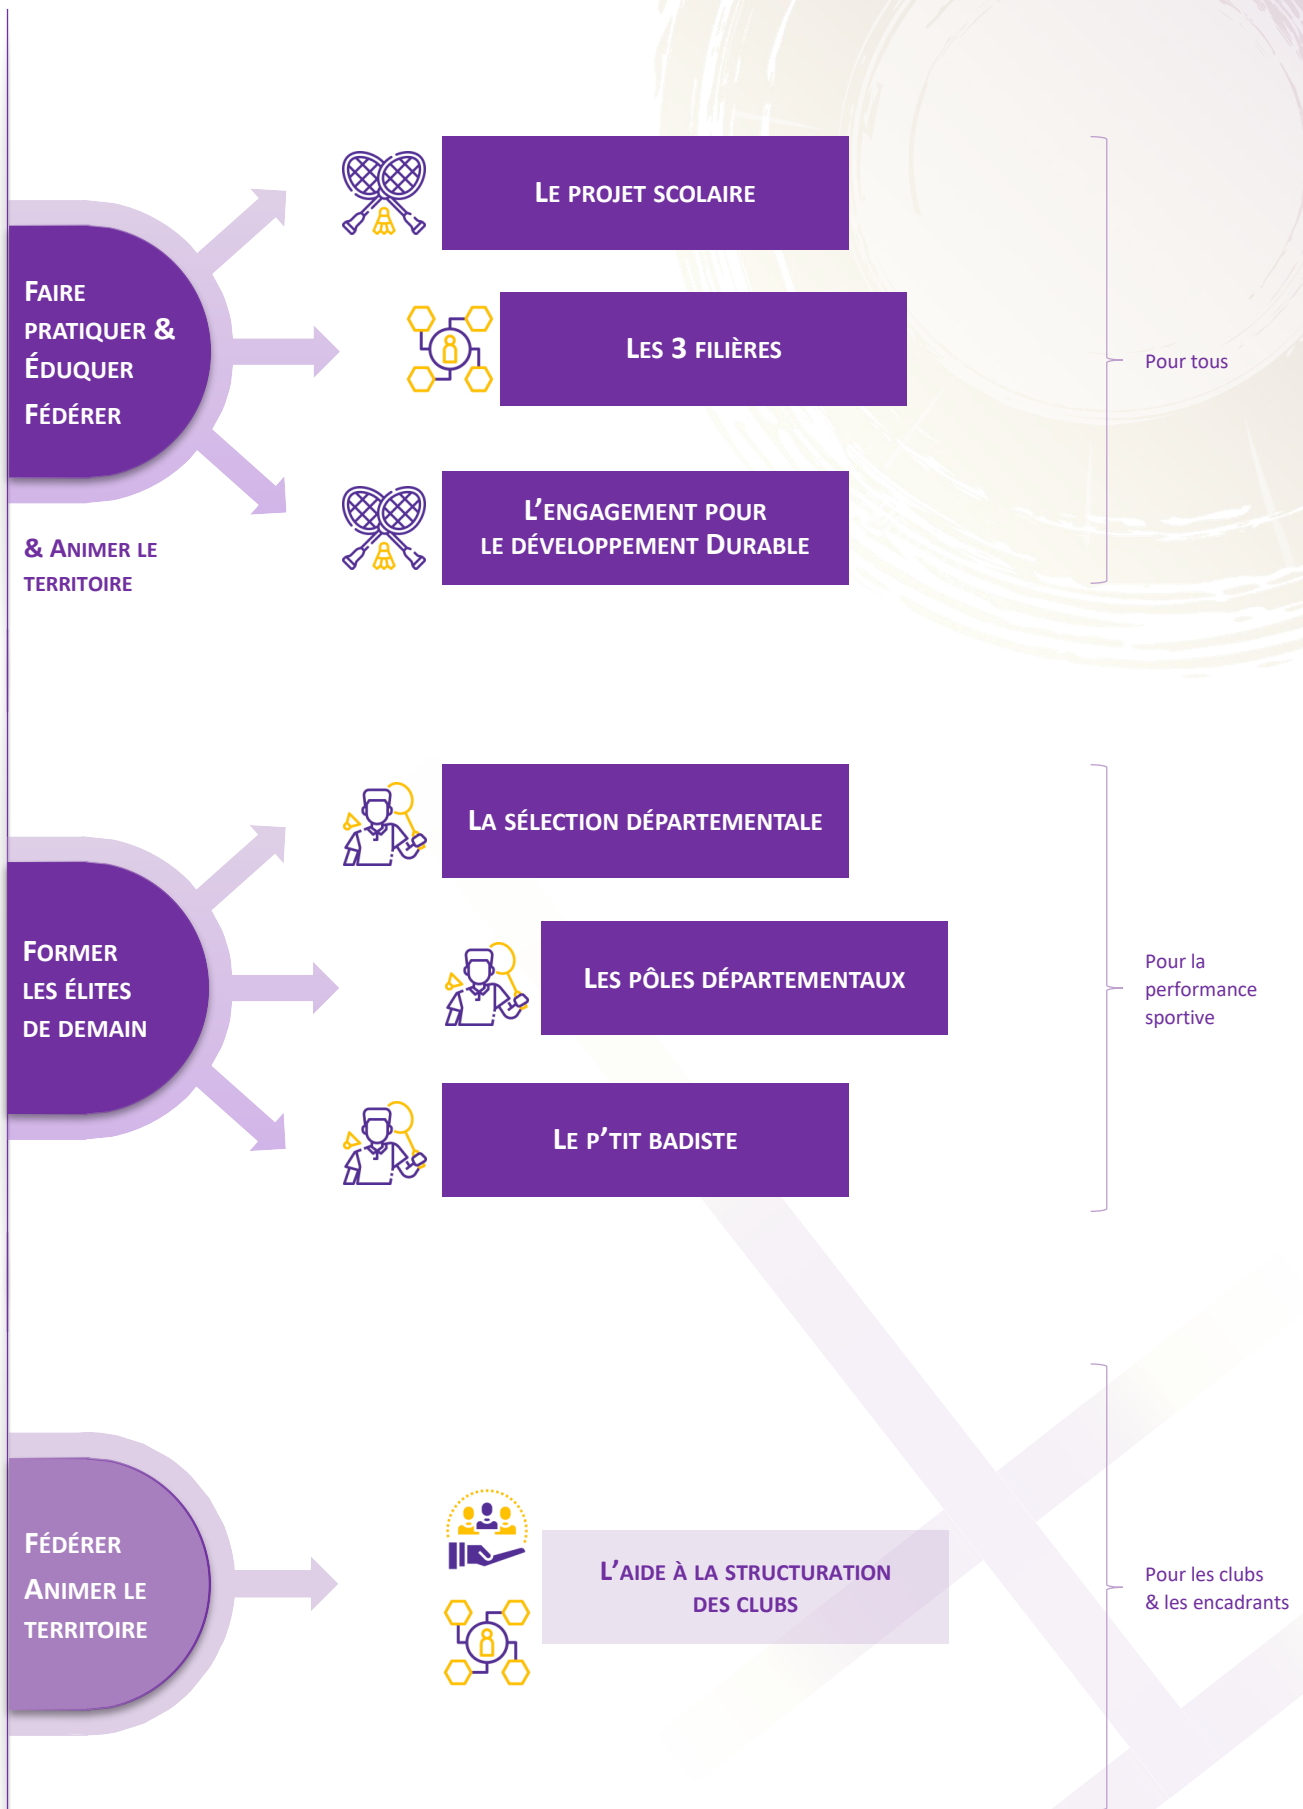 Faire
pratiquer &
Éduquer
Fédérer
& Animer le
territoire
Le projet scolaire
Les 3 filières
L'engagement pour
le développement Durable
Pour tous
Former
les élites
de demain
La sélection départementale
Les pôles départementaux
Le p'tit badiste
Pour la
performance
sportive
Fédérer
Animer le
territoire
L'aide à la structuration
des clubs
Pour les clubs
& les encadrants